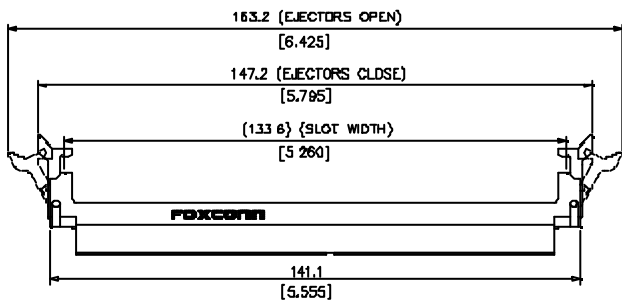 163.2 (EJECTORS OPEN)
[6.425]
147.2 (EJECTORS CLOSE)
[5.795]
(133.6) (SLOT WIDTH)
[5.260]
FOXCONN
141.1
[5.555]